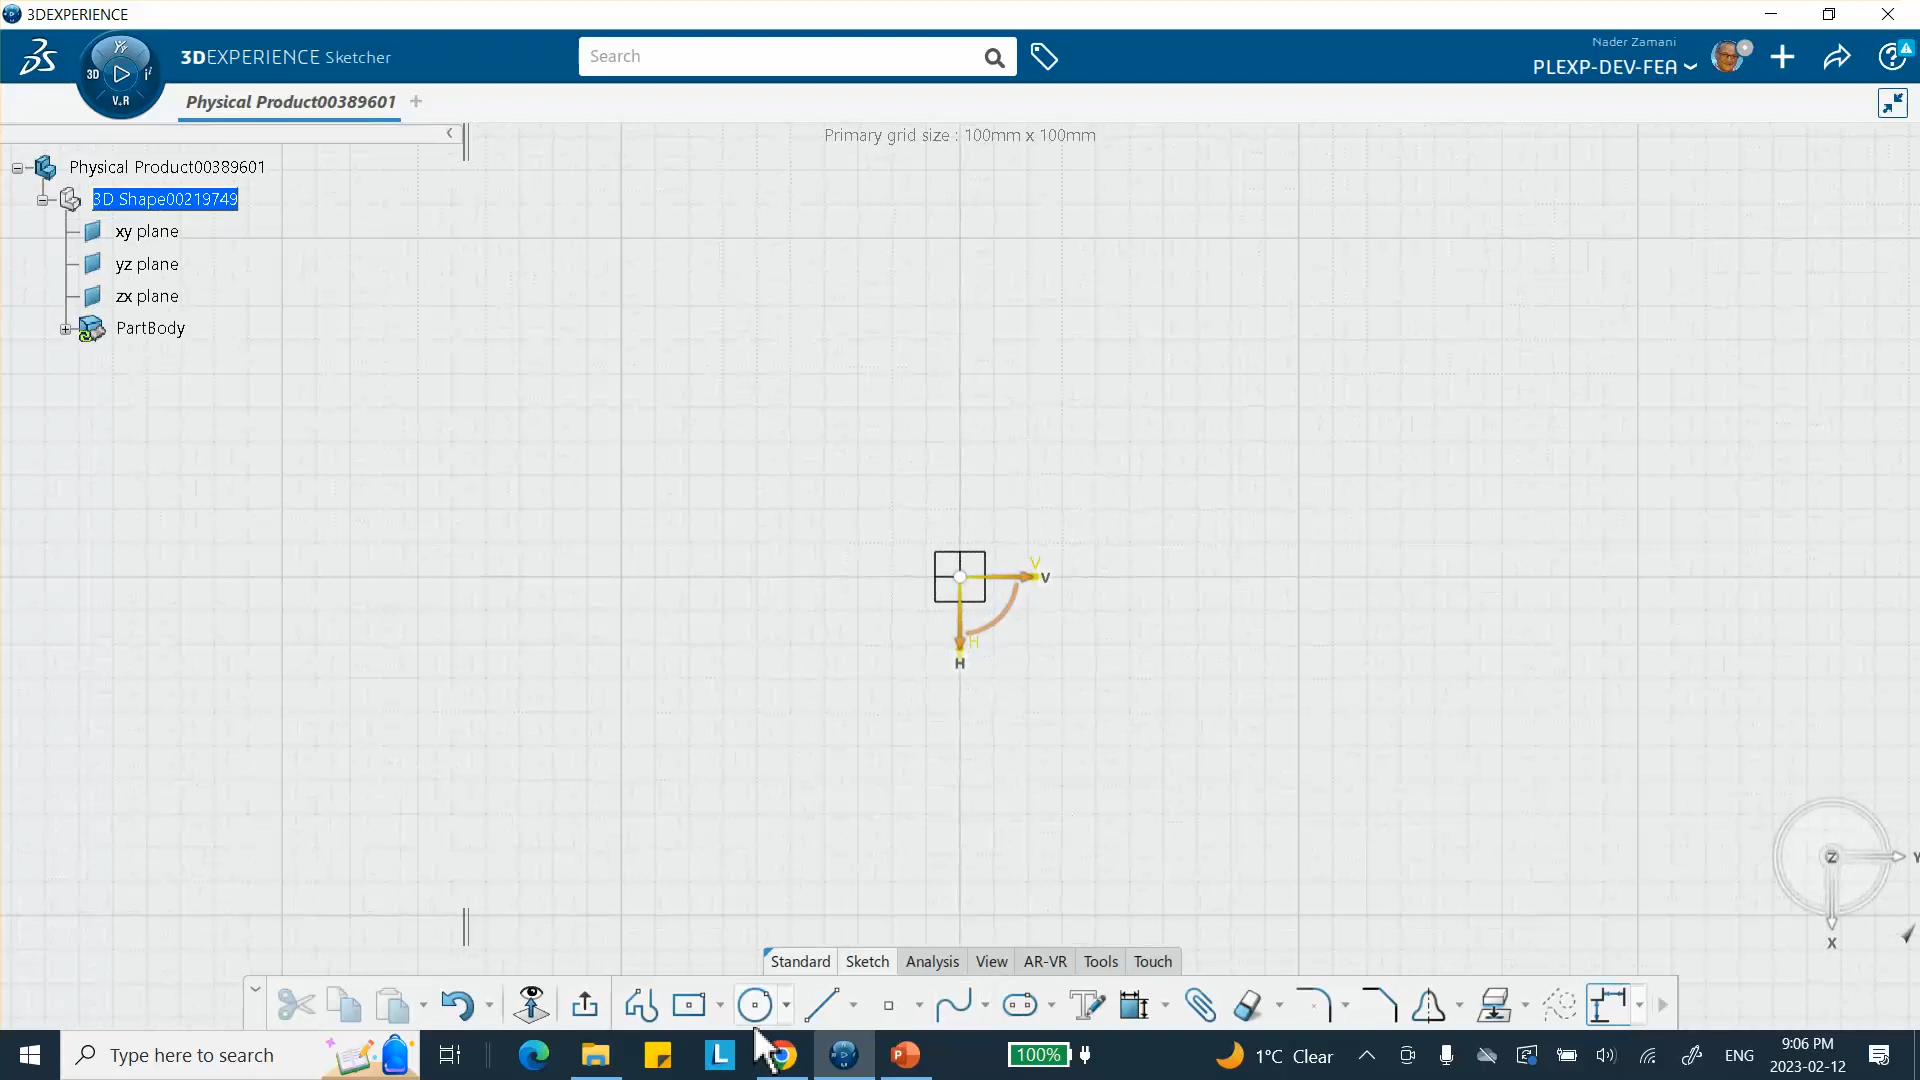 3DEXPERIENCE
3DEXPERIENCE Sketcher
Search
Nader Zamani
PLEXP-DEV-FEA
3D
V.R
Physical Product00389601
Primary grid size : 100mm x 100mm
Physical Product00389601
3D Shape00219749
xy plane
yz plane
zx plane
PartBody
V
V
H
H
Z
Y
X
Standard
Sketch
Analysis
View
AR-VR
Tools
Touch
Type here to search
L
P
100%
1°C Clear
ENG
9:06 PM
2023-02-12